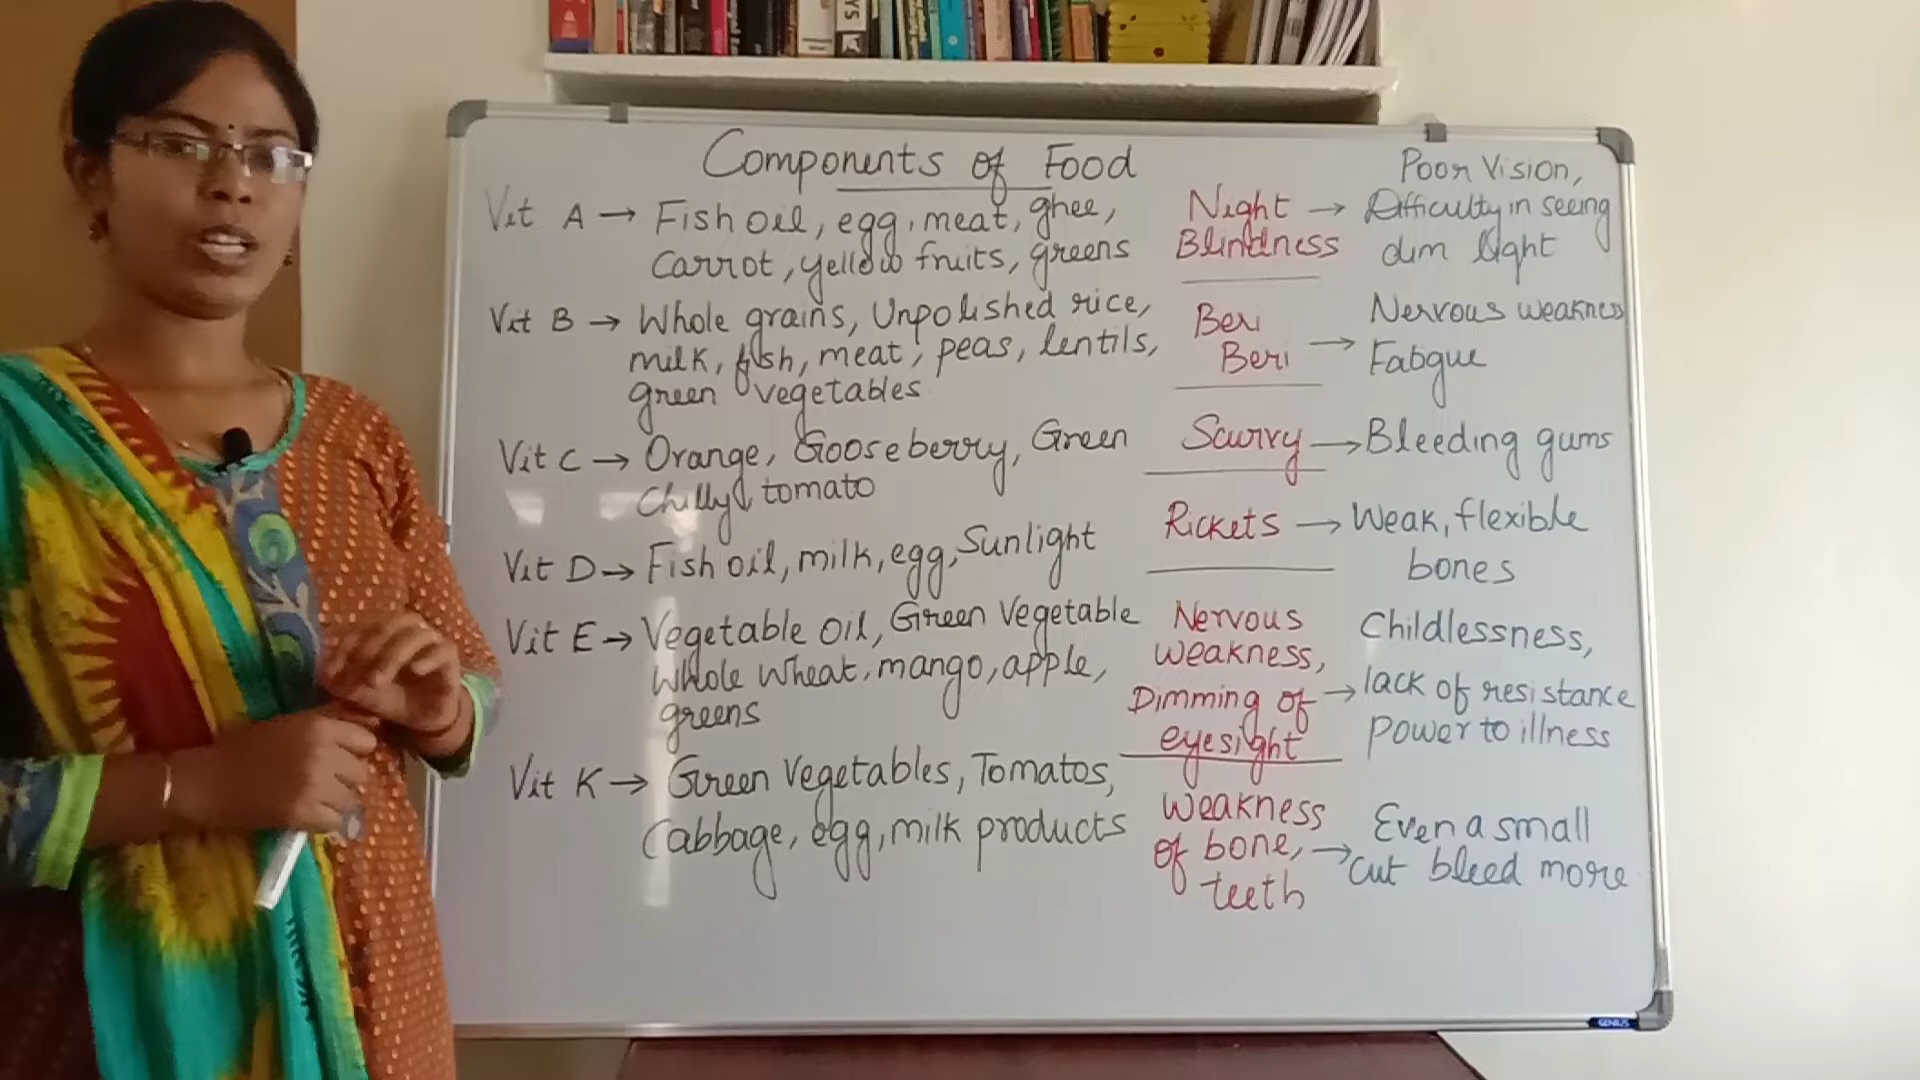 Components of Food
Vit A → Fish oil, egg, meat, ghee,
carrot, yellow fruits, greens
Night
Blindness
→ Poor Vision,
Difficulty in seeing
dim light
Vit B → Whole grains, Unpolished rice,
milk, fish, meat, peas, lentils,
green vegetables
Beri
Beri
→ Nervous weakness
Fatigue
Vit C → Orange, Gooseberry, Green
chilly, tomato
Scurvy → Bleeding gums
Vit D → Fish oil, milk, egg, Sunlight
Rickets → Weak, flexible
bones
Vit E → Vegetable oil, Green Vegetable
Whole wheat, mango, apple,
greens
Nervous
weakness,
Dimming of
eyesight
→ Childlessness,
lack of resistance
power to illness
Vit K → Green Vegetables, Tomatos,
Cabbage, egg, milk products
Weakness
of bone,
teeth
→ Even a small
cut bleed more
GENIUS